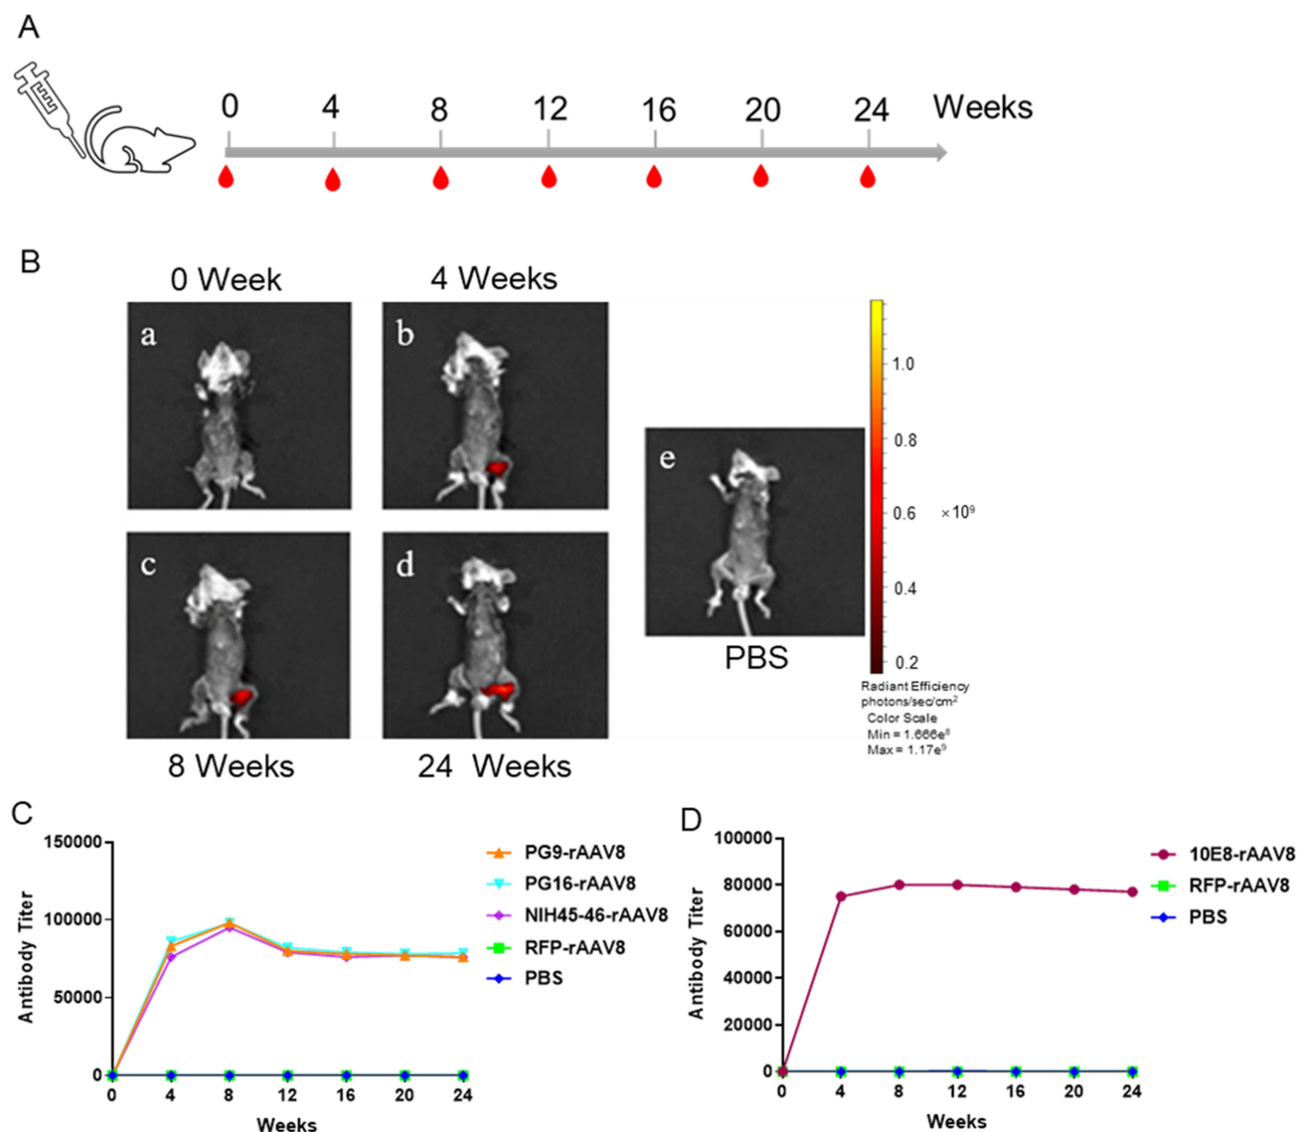 A
0 4 8 12 16 20 24 Weeks
B
0 Week
4 Weeks
a
b
c
d
e
8 Weeks
24 Weeks
PBS
1.0
0.8
0.6 ×10⁹
0.4
0.2
Radiant Efficiency
photons/sec/cm²
Color Scale
Min = 1.666e⁸
Max = 1.17e⁹
C
150000
100000
50000
0
Antibody Titer
0 4 8 12 16 20 24
Weeks
PG9-rAAV8
PG16-rAAV8
NIH45-46-rAAV8
RFP-rAAV8
PBS
D
100000
80000
60000
40000
20000
0
Antibody Titer
0 4 8 12 16 20 24
Weeks
10E8-rAAV8
RFP-rAAV8
PBS